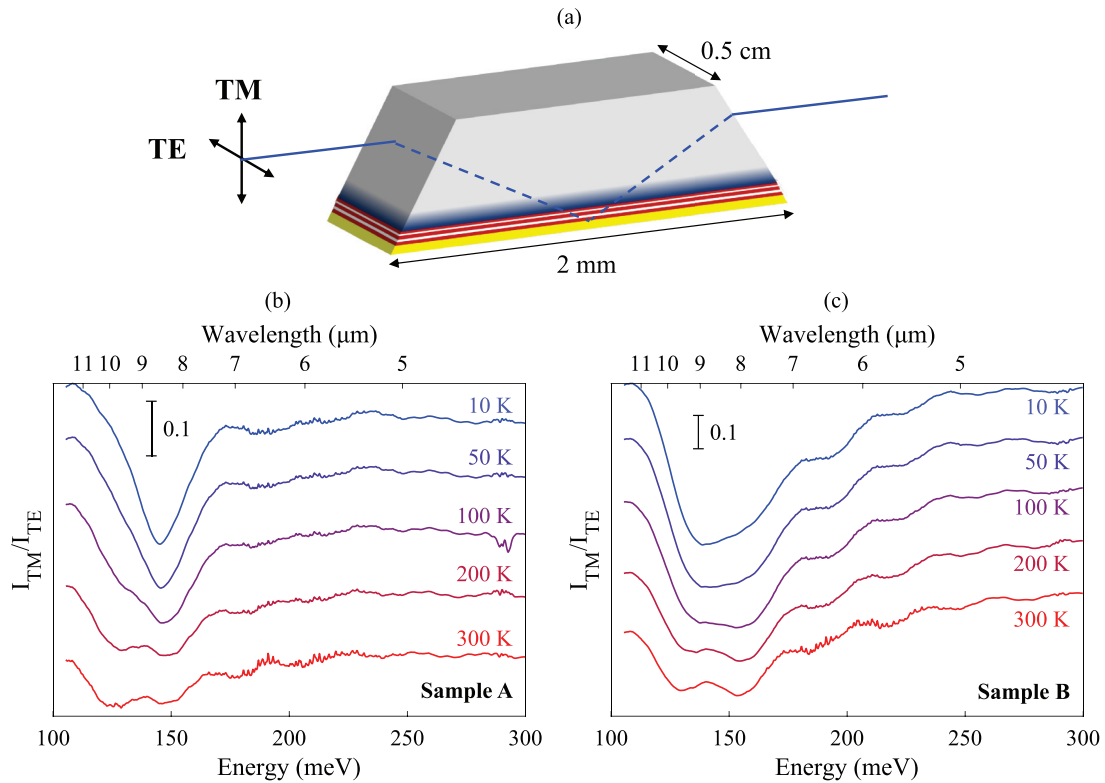 (a)
0.5 cm
TM
TE
2 mm
(b)
Wavelength (μm)
11 10 9 8 7 6 5
0.1
10 K
50 K
100 K
200 K
300 K
Sample A
I_TM/I_TE
100 150 200 250 300
Energy (meV)
(c)
Wavelength (μm)
11 10 9 8 7 6 5
0.1
10 K
50 K
100 K
200 K
300 K
Sample B
I_TM/I_TE
100 150 200 250 300
Energy (meV)